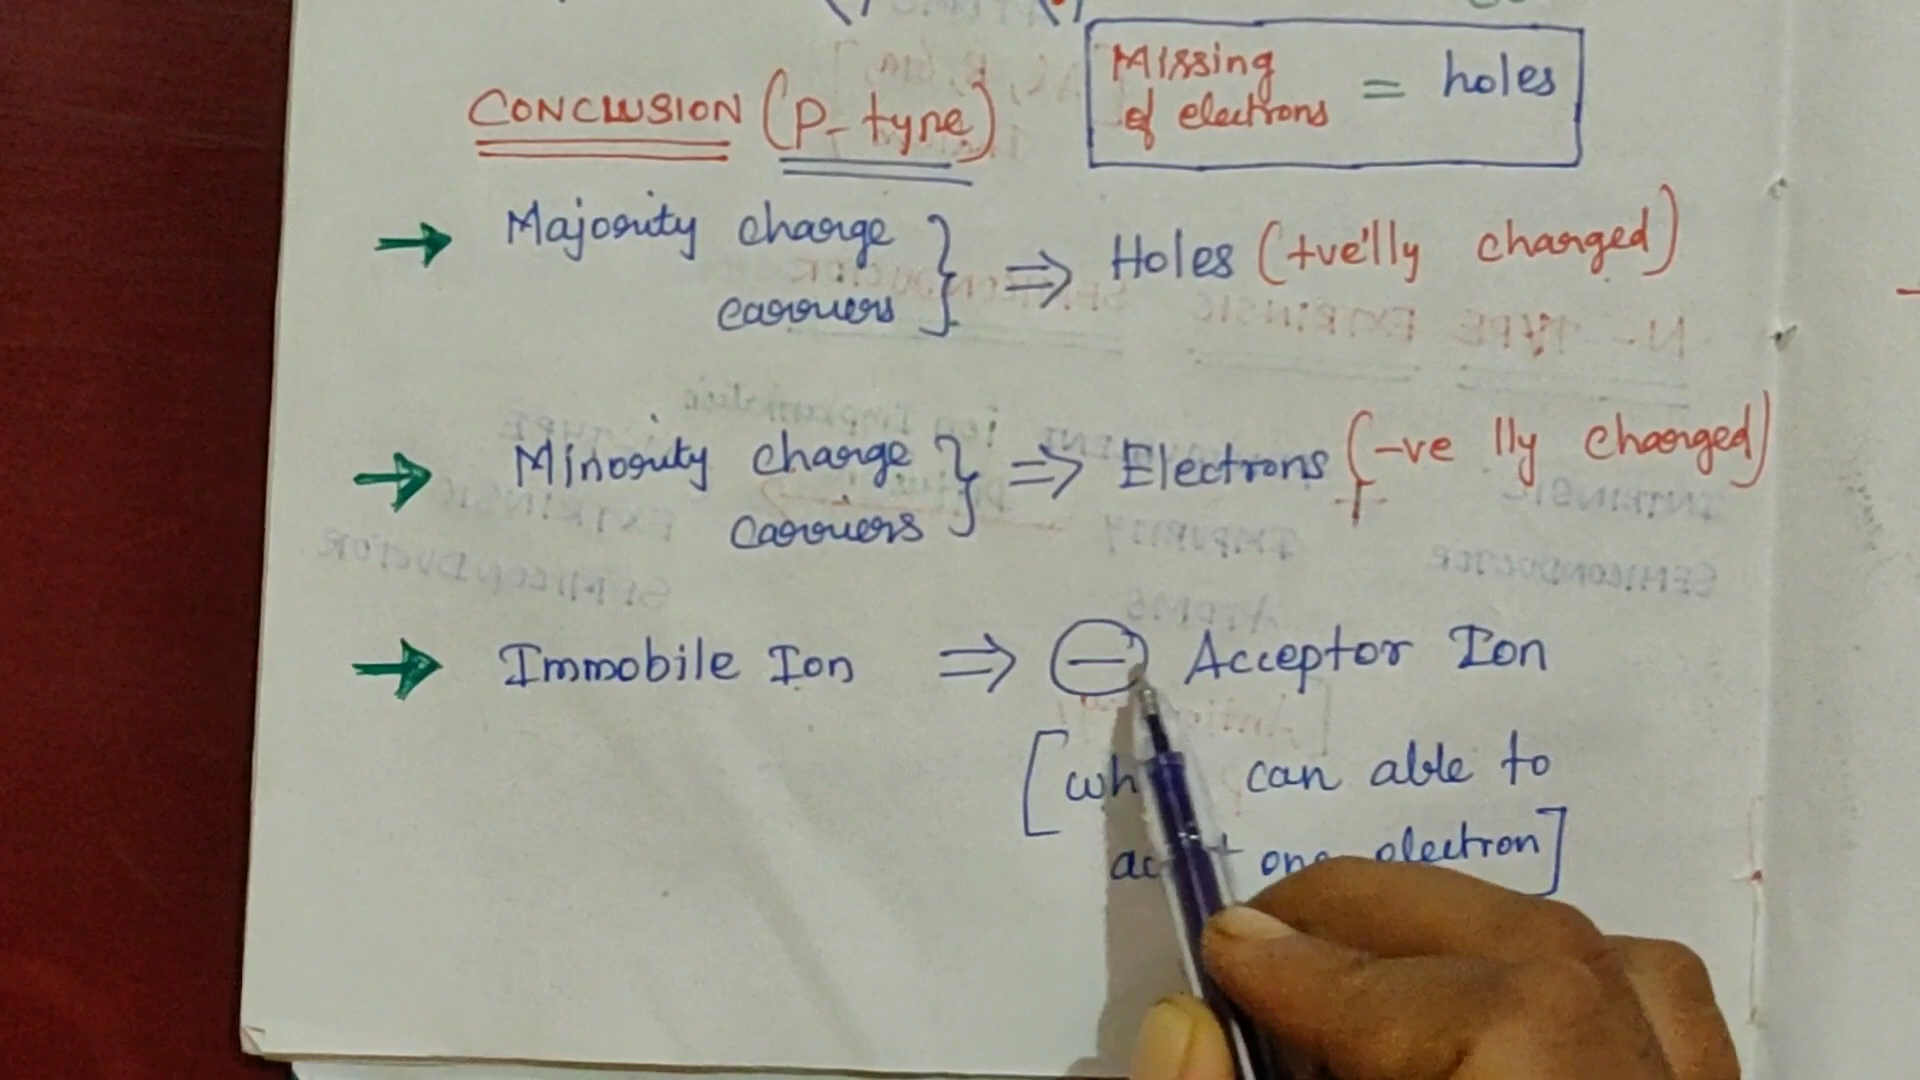 CONCLUSION (P-type)
Missing of electrons = holes
Majority charge carriers } ⇒ Holes (+ve'lly charged)
Minority charge carriers } ⇒ Electrons (-ve lly charged)
Immobile Ion ⇒ ⊖ Acceptor Ion
[ can able to
one electron]